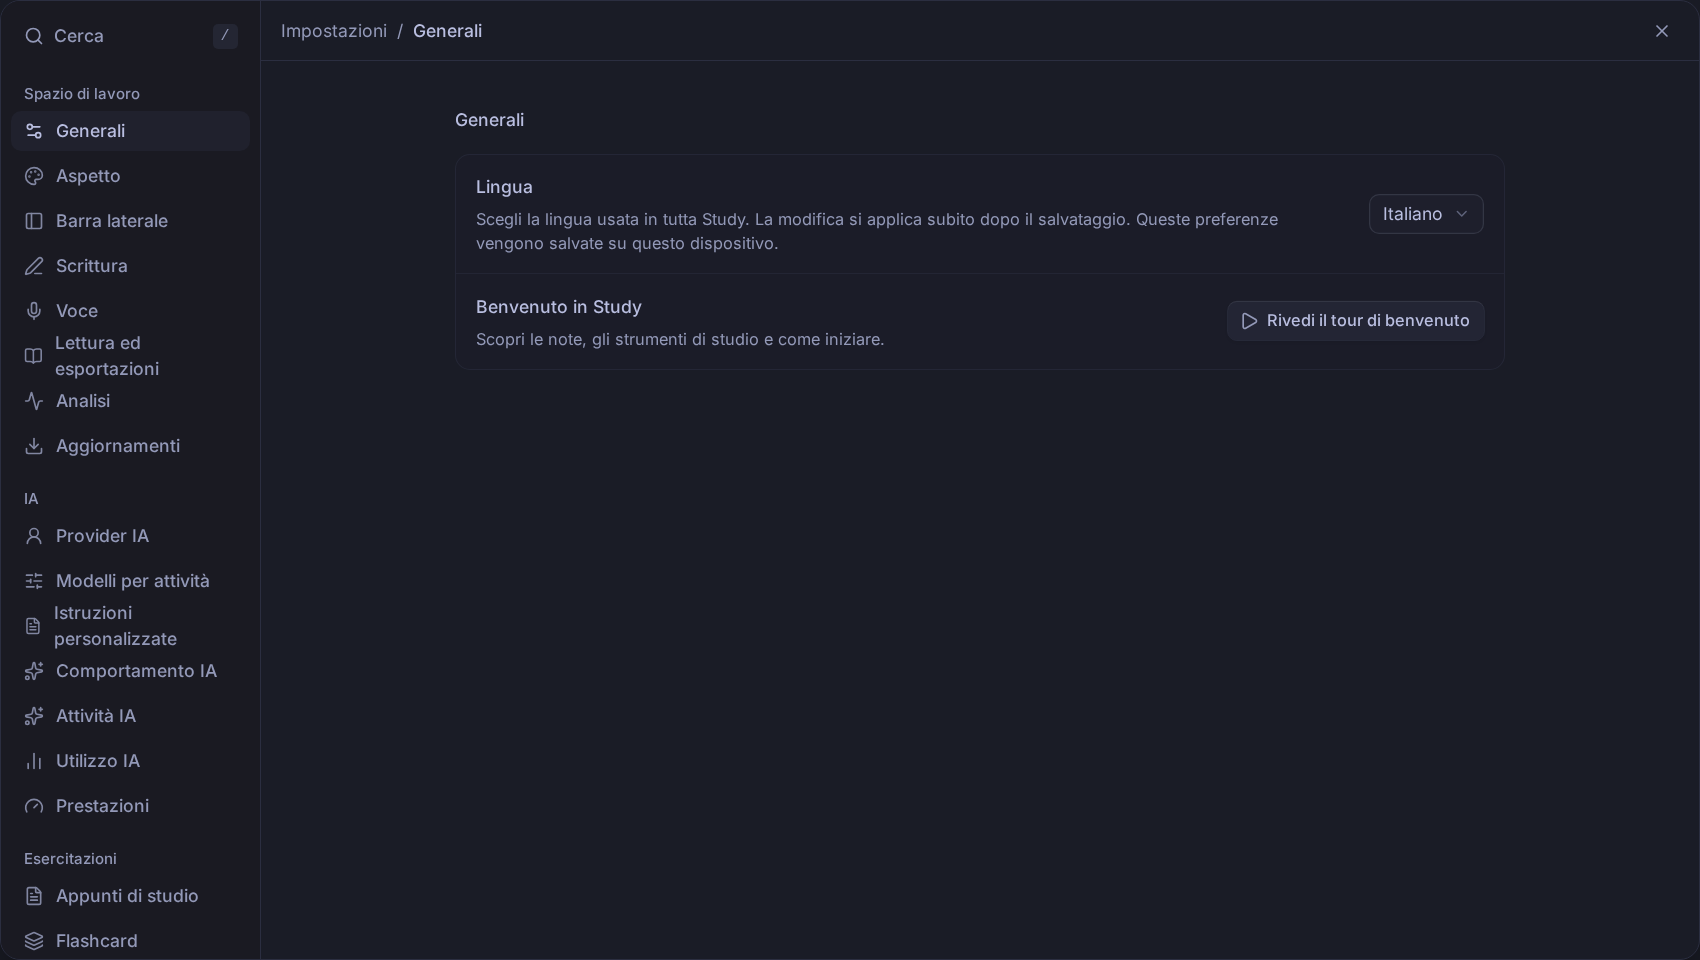 Cerca
/
Spazio di lavoro
Generali
Aspetto
Barra laterale
Scrittura
Voce
Lettura ed
esportazioni
Analisi
Aggiornamenti
IA
Provider IA
Modelli per attività
Istruzioni
personalizzate
Comportamento IA
Attività IA
Utilizzo IA
Prestazioni
Esercitazioni
Appunti di studio
Flashcard
Impostazioni / Generali
Generali
Lingua
Scegli la lingua usata in tutta Study. La modifica si applica subito dopo il salvataggio. Queste preferenze
vengono salvate su questo dispositivo.
Italiano
Benvenuto in Study
Scopri le note, gli strumenti di studio e come iniziare.
Rivedi il tour di benvenuto